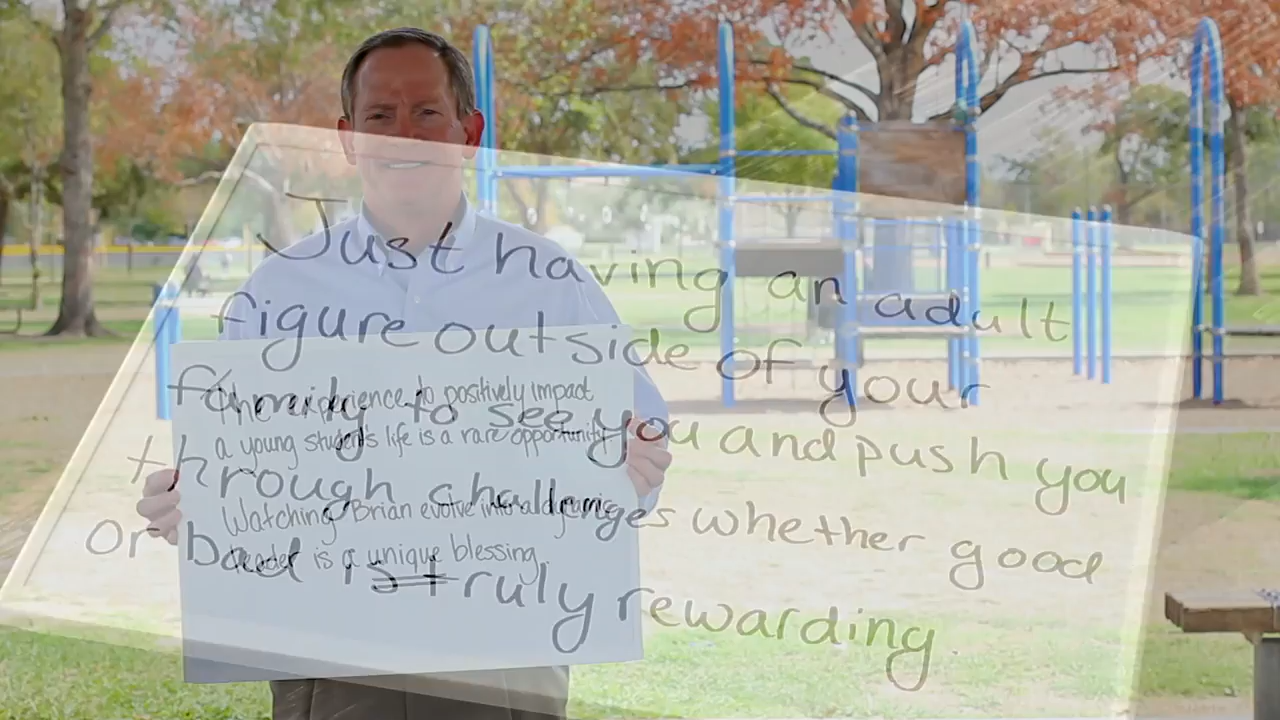 Just having an adult
figure outside of your
family to see you and push you
through challenges whether good
or bad is truly rewarding
The experience to positively impact
a young student's life is a rare opportunity
Watching Brian evolve into a dynamic
leader is a unique blessing.